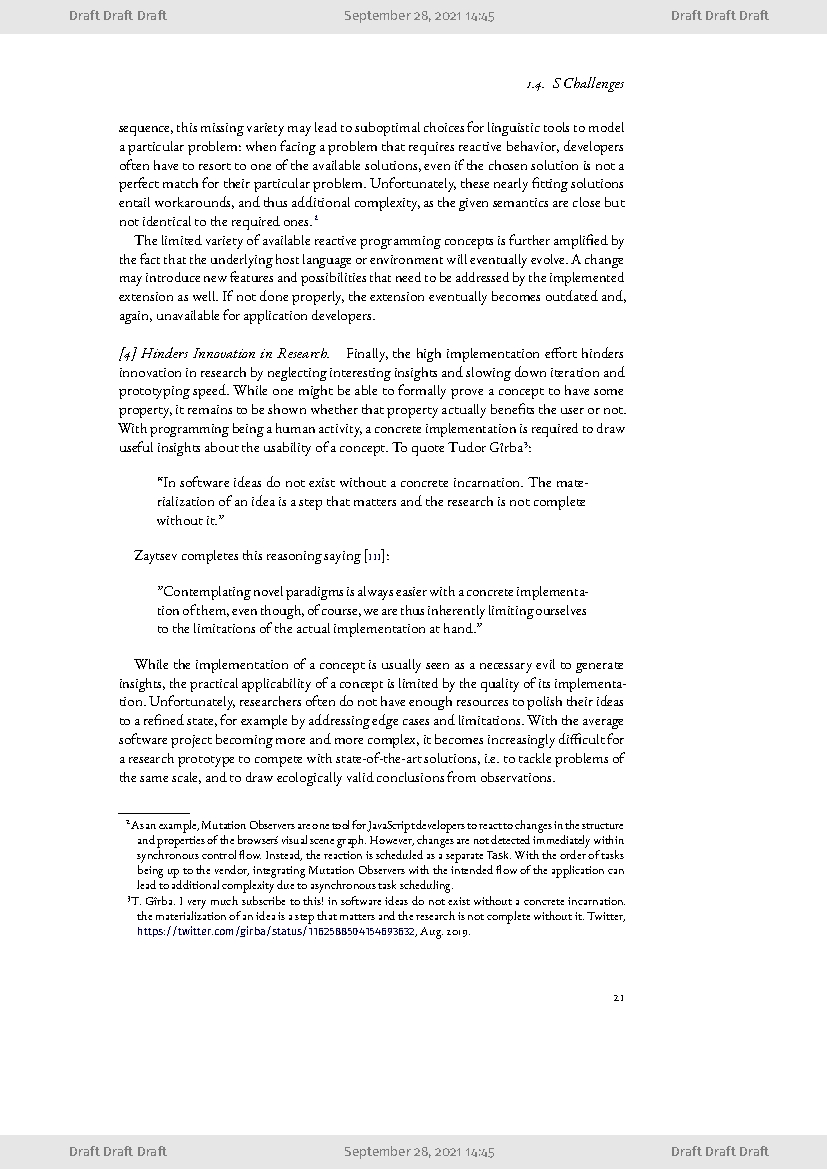 Draft Draft Draft September 28, 2021 14:45 Draft Draft Draft
1.4. S Challenges
sequence, this missing variety may lead to suboptimal choices for linguistic tools to model
a particular problem: when facing a problem that requires reactive behavior, developers
often have to resort to one of the available solutions, even if the chosen solution is not a
perfect match for their particular problem. Unfortunately, these nearly fitting solutions
entail workarounds, and thus additional complexity, as the given semantics are close but
not identical to the required ones.²
The limited variety of available reactive programming concepts is further amplified by
the fact that the underlying host language or environment will eventually evolve. A change
may introduce new features and possibilities that need to be addressed by the implemented
extension as well. If not done properly, the extension eventually becomes outdated and,
again, unavailable for application developers.
[4] Hinders Innovation in Research. Finally, the high implementation effort hinders
innovation in research by neglecting interesting insights and slowing down iteration and
prototyping speed. While one might be able to formally prove a concept to have some
property, it remains to be shown whether that property actually benefits the user or not.
With programming being a human activity, a concrete implementation is required to draw
useful insights about the usability of a concept. To quote Tudor Gîrba³:
“In software ideas do not exist without a concrete incarnation. The mate-
rialization of an idea is a step that matters and the research is not complete
without it.”
Zaytsev completes this reasoning saying [111]:
”Contemplating novel paradigms is always easier with a concrete implementa-
tion of them, even though, of course, we are thus inherently limiting ourselves
to the limitations of the actual implementation at hand.”
While the implementation of a concept is usually seen as a necessary evil to generate
insights, the practical applicability of a concept is limited by the quality of its implementa-
tion. Unfortunately, researchers often do not have enough resources to polish their ideas
to a refined state, for example by addressing edge cases and limitations. With the average
software project becoming more and more complex, it becomes increasingly difficult for
a research prototype to compete with state-of-the-art solutions, i.e. to tackle problems of
the same scale, and to draw ecologically valid conclusions from observations.
²As an example, Mutation Observers are one tool for JavaScript developers to react to changes in the structure
and properties of the browsers' visual scene graph. However, changes are not detected immediately within
synchronous control flow. Instead, the reaction is scheduled as a separate Task. With the order of tasks
being up to the vendor, integrating Mutation Observers with the intended flow of the application can
lead to additional complexity due to asynchronous task scheduling.
³T. Gîrba. I very much subscribe to this! in software ideas do not exist without a concrete incarnation.
the materialization of an idea is a step that matters and the research is not complete without it. Twitter,
https://twitter.com/girba/status/1162588504154693632, Aug. 2019.
21
Draft Draft Draft September 28, 2021 14:45 Draft Draft Draft